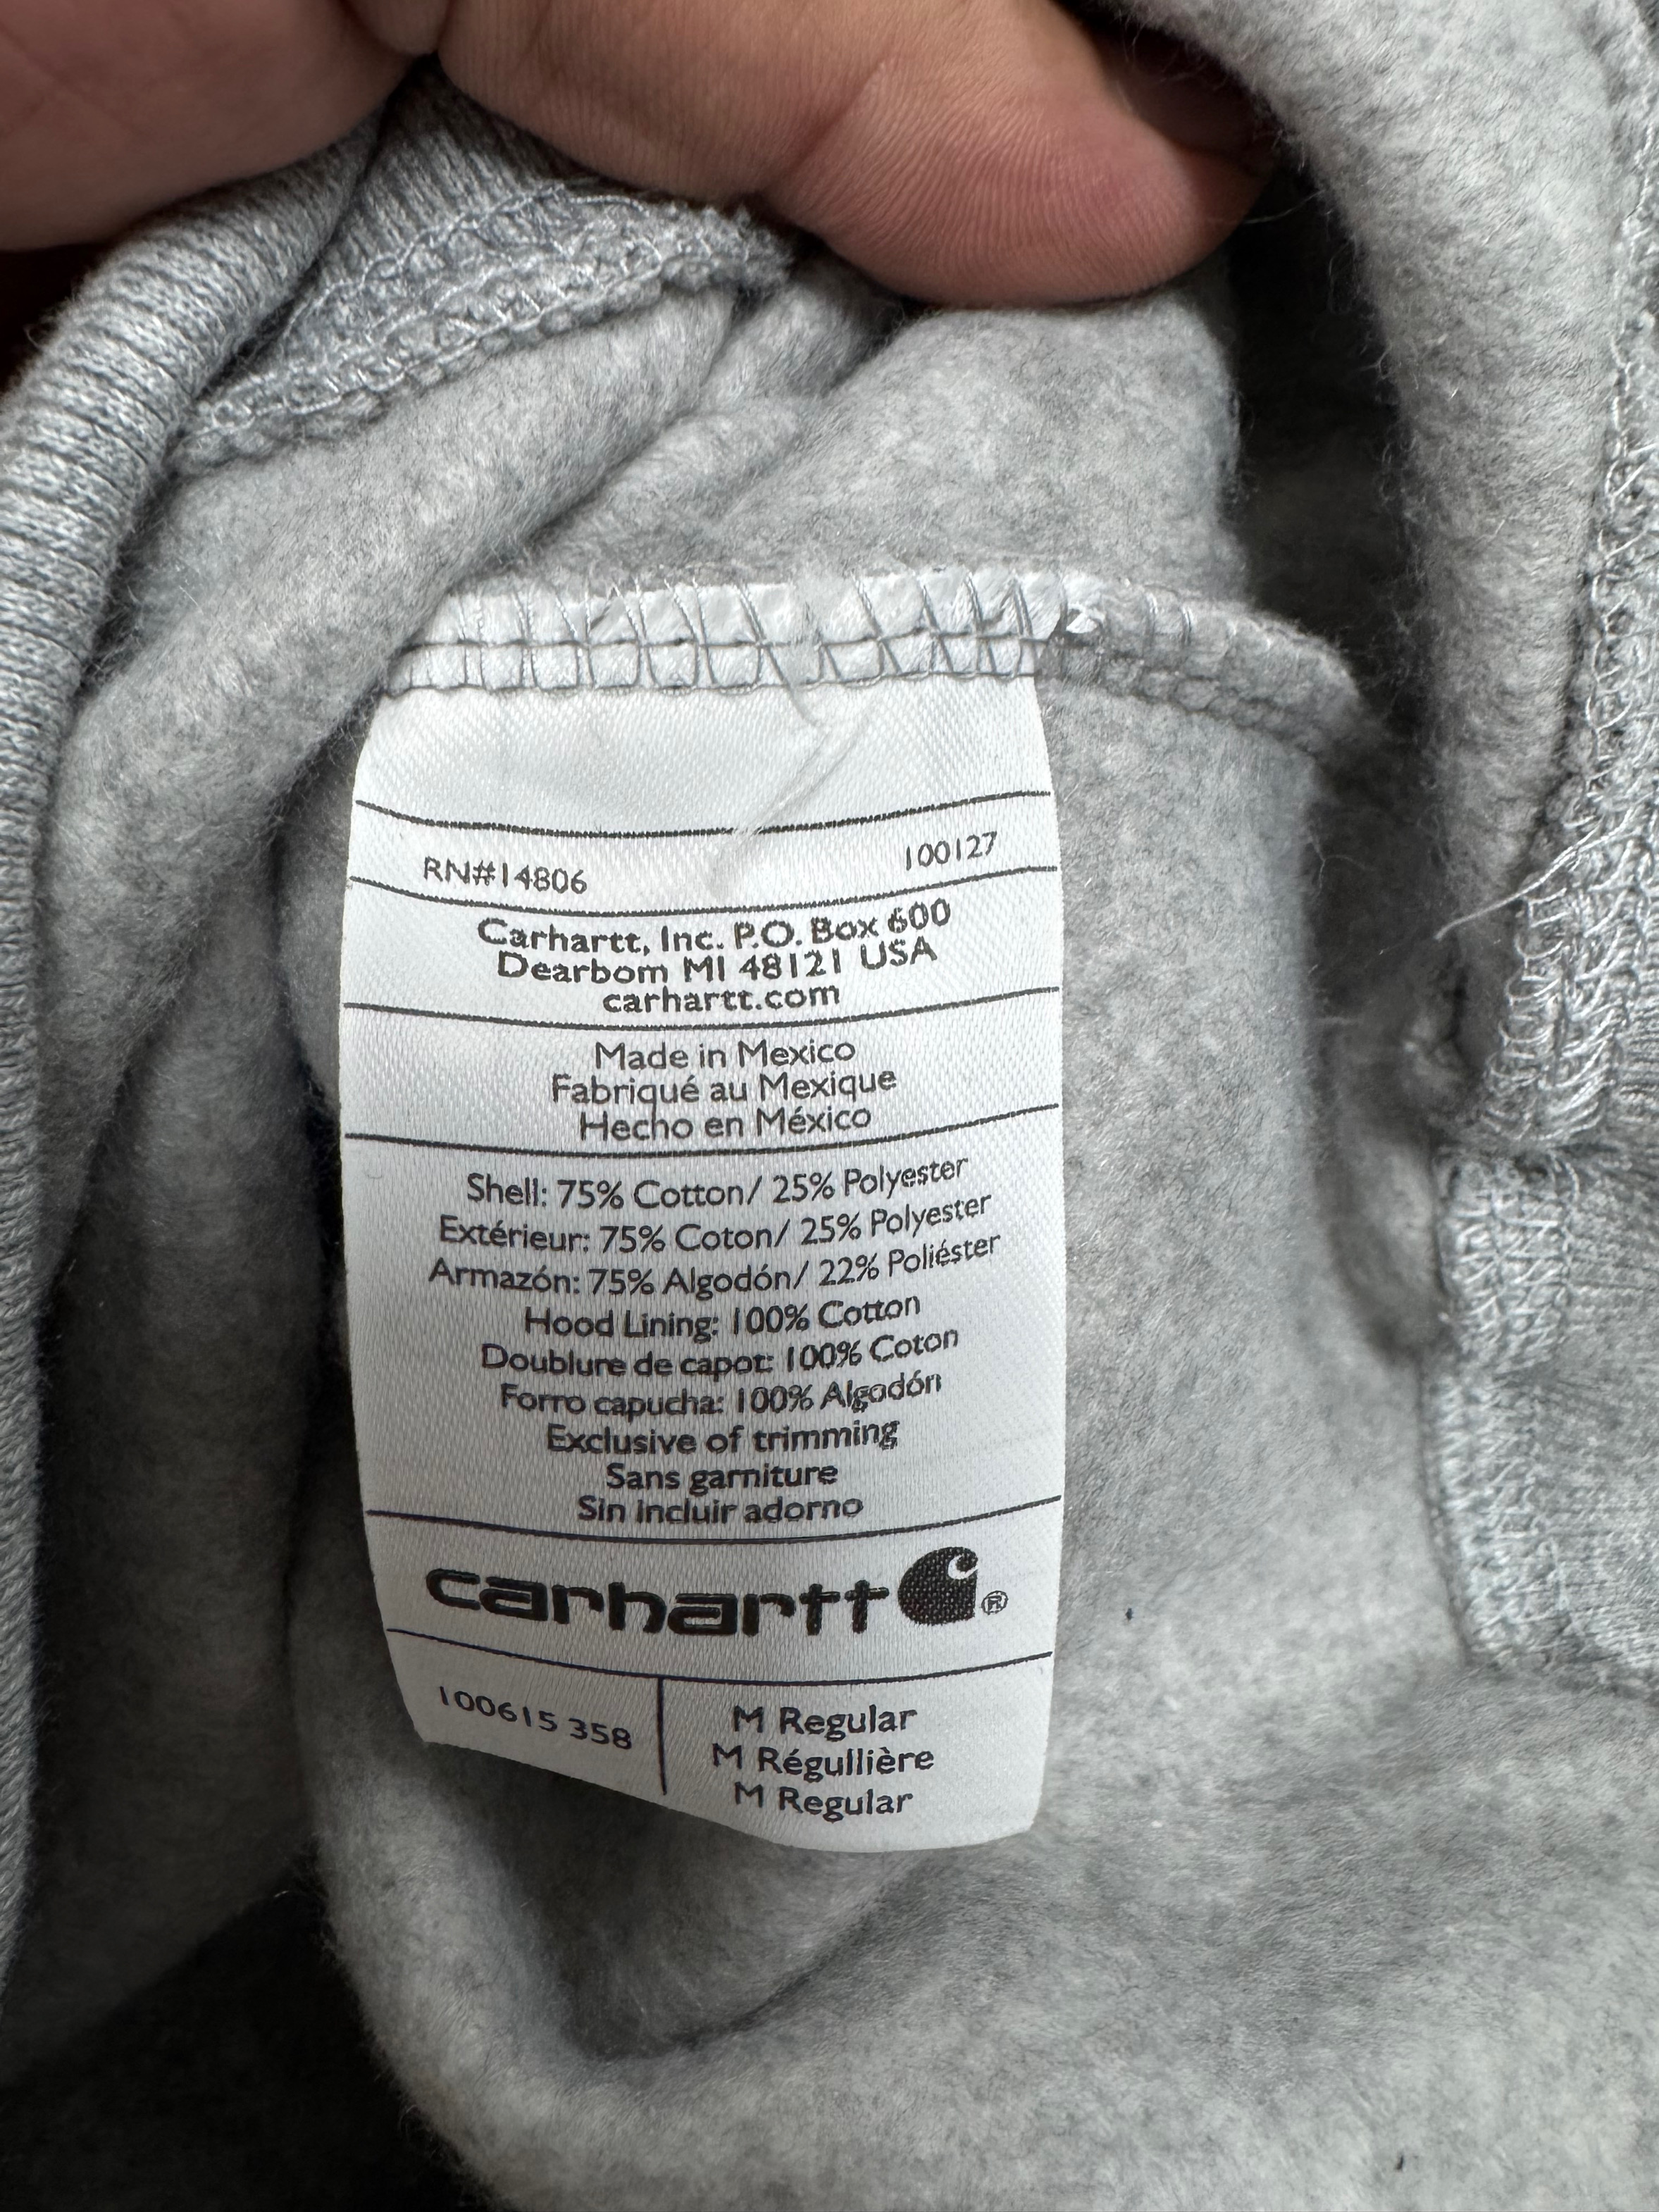 RN#14806 100127
Carhartt, Inc. P.O. Box 600
Dearborn MI 48121 USA
carhartt.com
Made in Mexico
Fabriqué au Mexique
Hecho en México
Shell: 75% Cotton/ 25% Polyester
Extérieur: 75% Coton/ 25% Polyester
Armazón: 75% Algodón/ 22% Poliéster
Hood Lining: 100% Cotton
Doublure de capot: 100% Coton
Forro capucha: 100% Algodón
Exclusive of trimming
Sans garniture
Sin incluir adorno
carhartt ®
100615 358
M Regular
M Régullière
M Regular